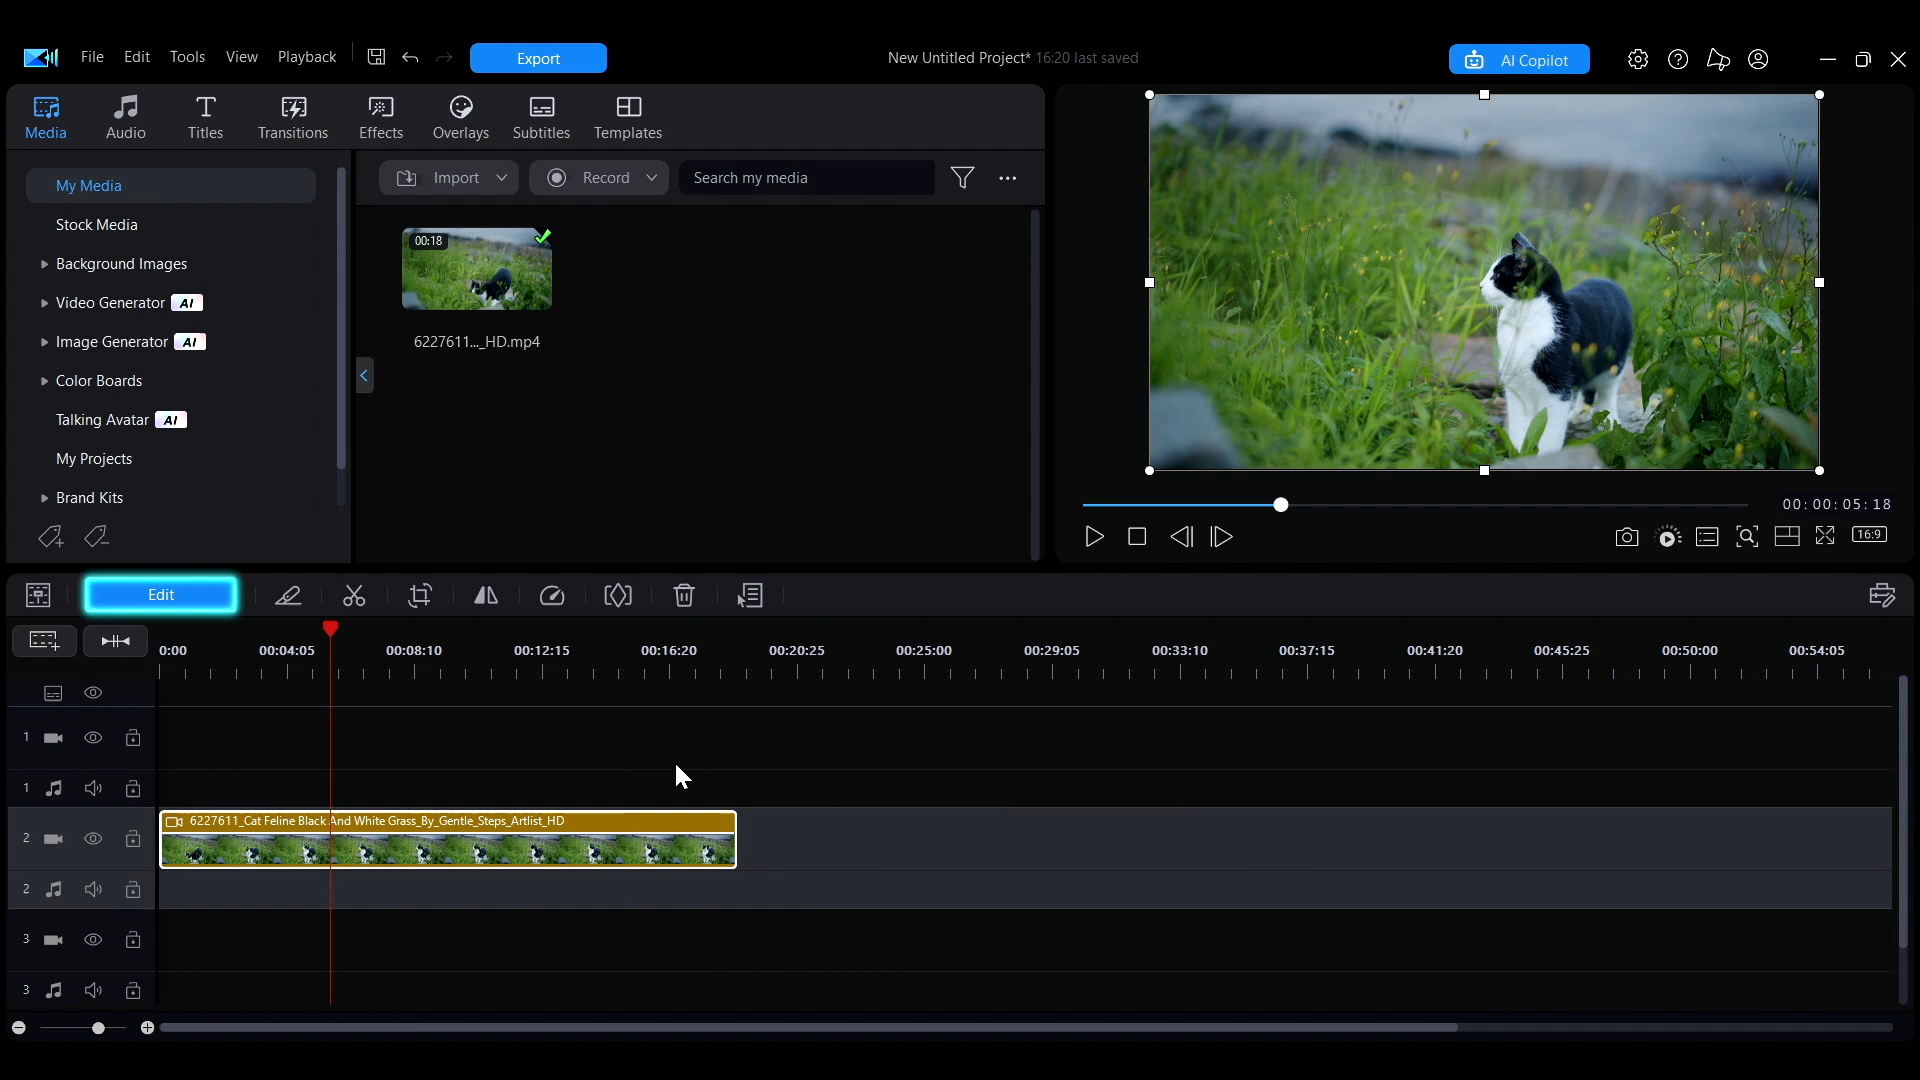 File Edit Tools View Playback Export New Untitled Project* 16:20 last saved AI Copilot
Media Audio Titles Transitions Effects Overlays Subtitles Templates
My Media
Stock Media
Background Images
Video Generator AI
Image Generator AI
Color Boards
Talking Avatar AI
My Projects
Brand Kits
Import Record Search my media
00:18
6227611..._HD.mp4
00:00:05:18
16:9
Edit
0:00 00:04:05 00:08:10 00:12:15 00:16:20 00:20:25 00:25:00 00:29:05 00:33:10 00:37:15 00:41:20 00:45:25 00:50:00 00:54:05
1
1
2 6227611_Cat Feline Black And White Grass_By_Gentle_Steps_Artlist_HD
2
3
3